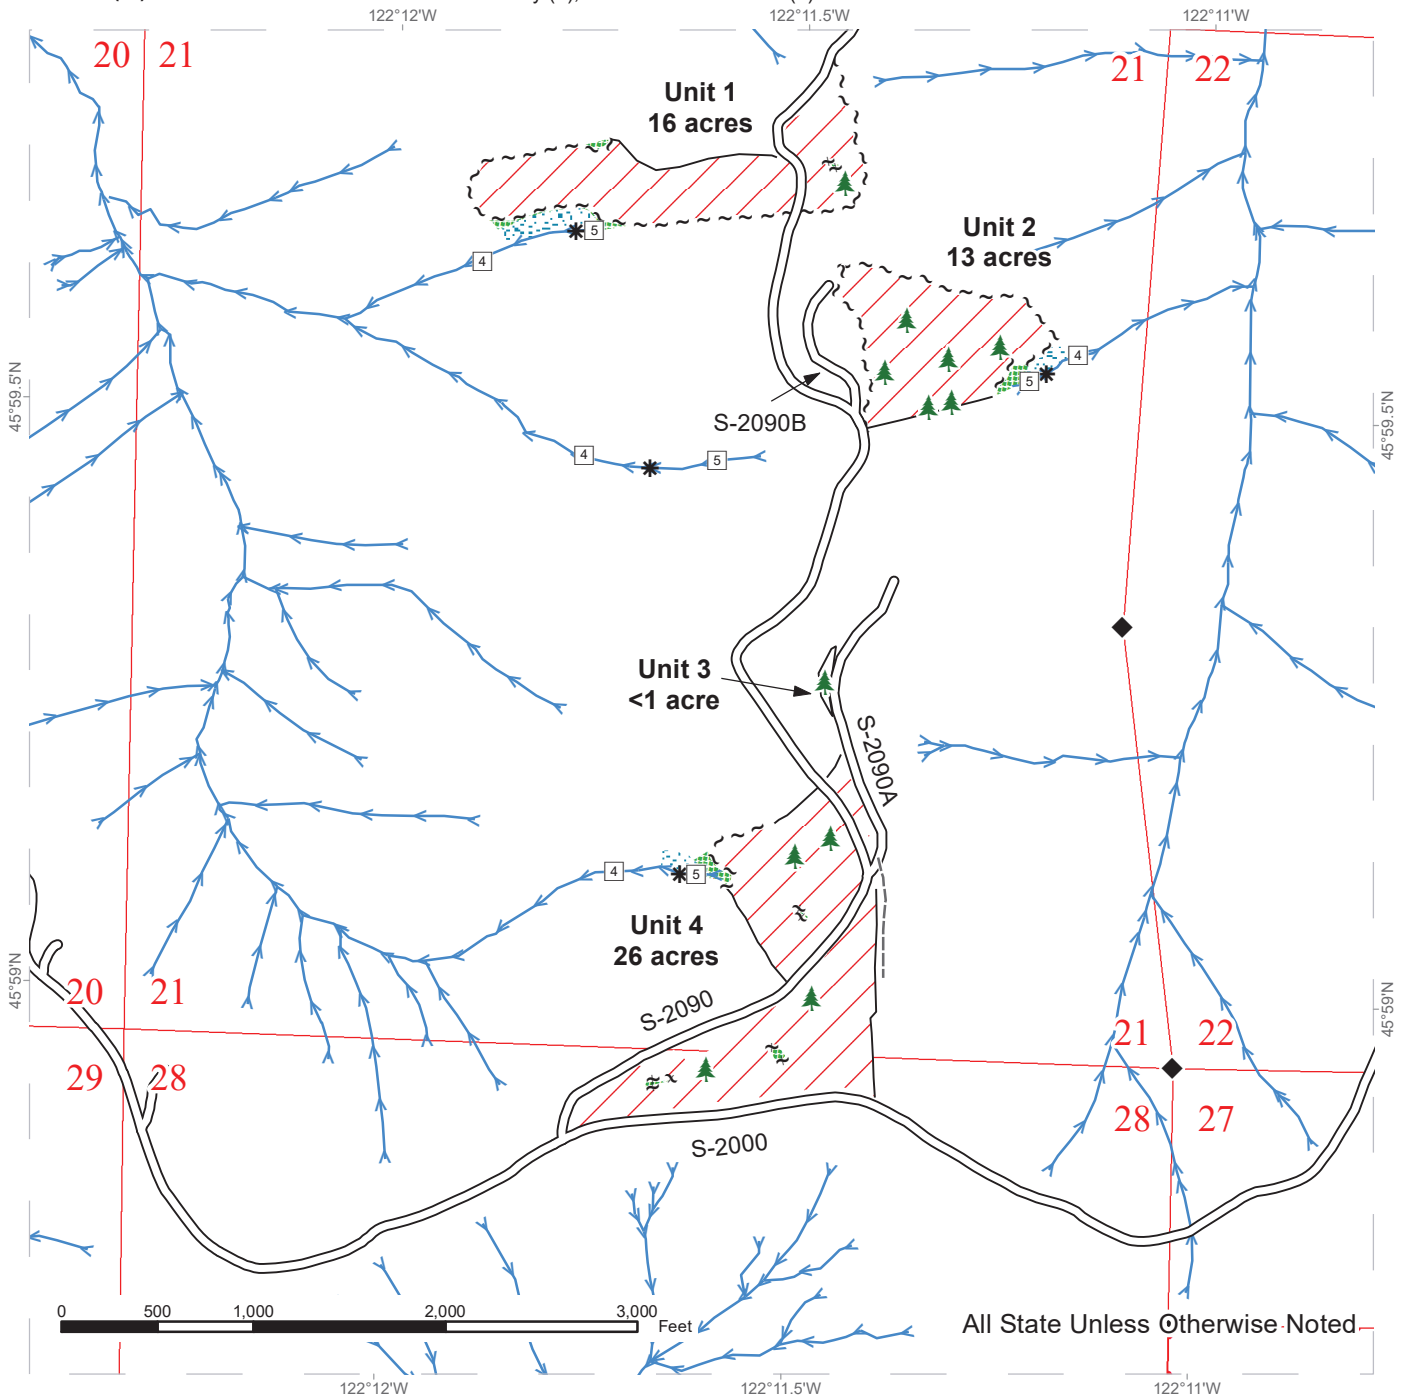 122°12'W
122°11.5'W
122°11'W
20
21
21
22
Unit 1
16 acres
5
4
Unit 2
13 acres
4
5
45°59.5'N
45°59.5'N
S-2090B
4
5
Unit 3
<1 acre
S-2090A
4
5
Unit 4
26 acres
45°59'N
45°59'N
20
21
S-2090
21
22
29
28
28
27
S-2000
0
500
1,000
2,000
3,000
Feet
All State Unless Otherwise Noted
122°12'W
122°11.5'W
122°11'W